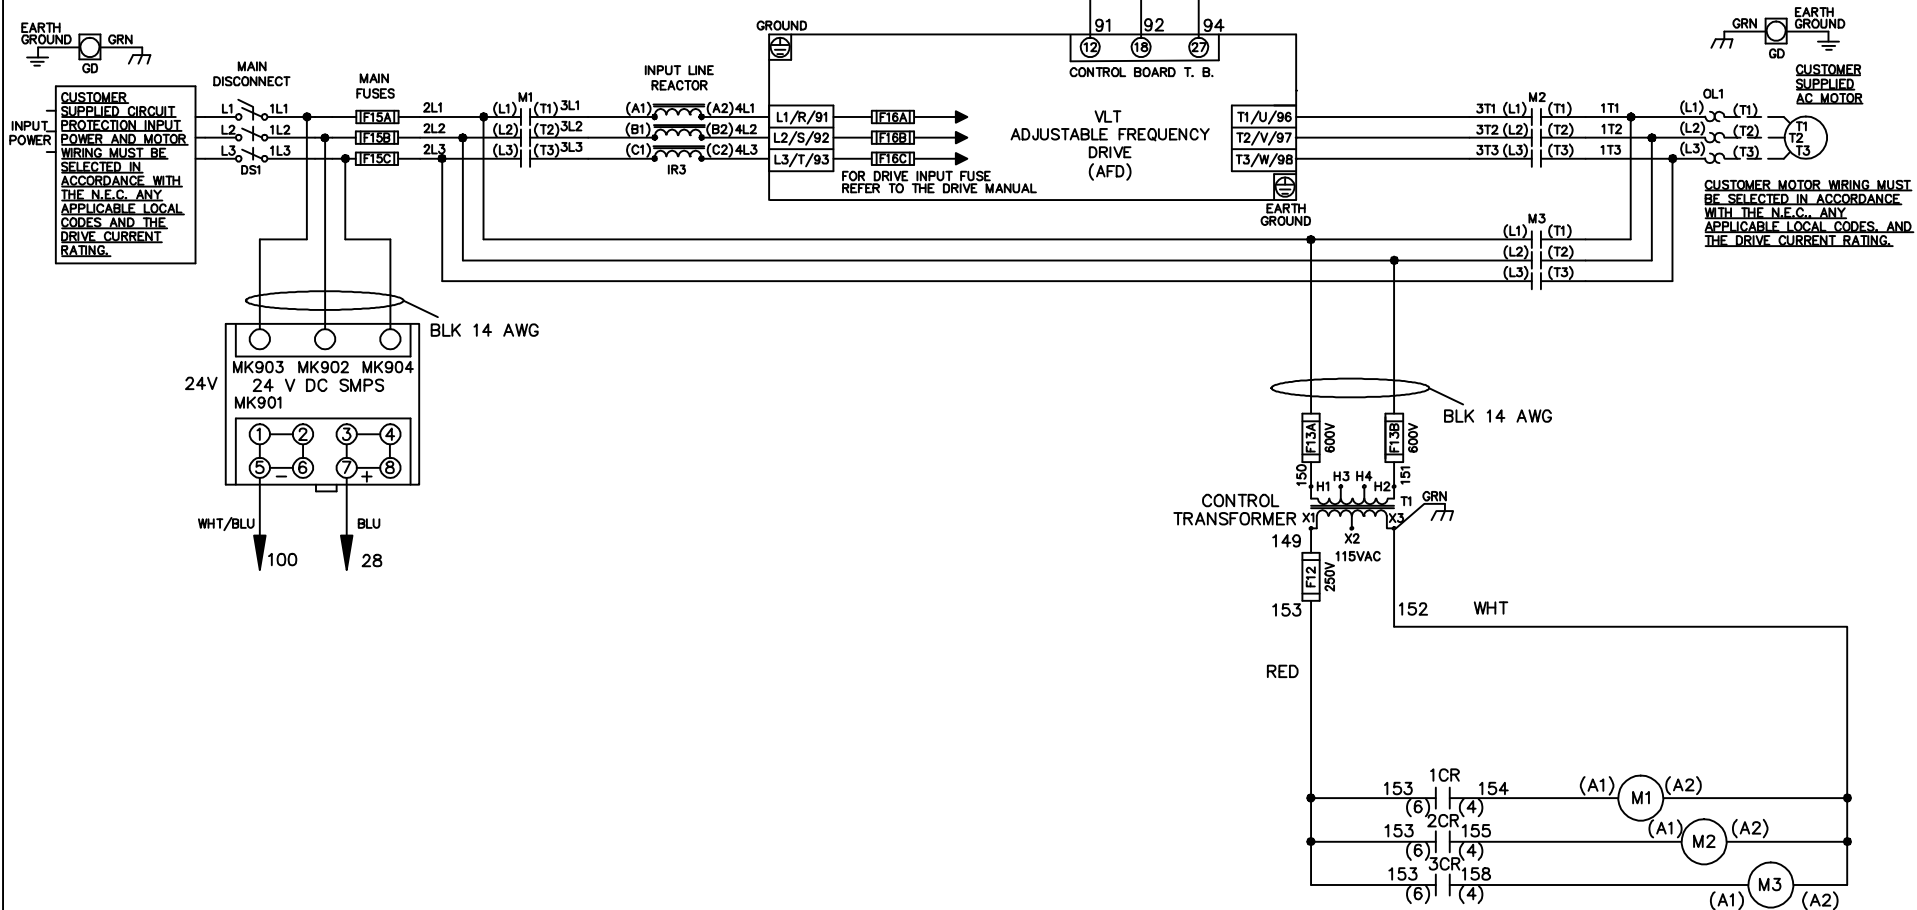 91
92
94
EARTH
GROUND
GRN
GD
GROUND
12
18
27
CONTROL BOARD T. B.
GRN
EARTH
GROUND
GD
MAIN
DISCONNECT
MAIN
FUSES
INPUT LINE
REACTOR
CUSTOMER
SUPPLIED
AC MOTOR
INPUT
POWER
CUSTOMER
SUPPLIED CIRCUIT
PROTECTION INPUT
POWER AND MOTOR
WIRING MUST BE
SELECTED IN
ACCORDANCE WITH
THE N.E.C. ANY
APPLICABLE LOCAL
CODES AND THE
DRIVE CURRENT
RATING.
L1 1L1
L2 1L2
L3 1L3
DS1
F15A
F15B
F15C
2L1
2L2
2L3
M1
(L1) (T1) 3L1
(L2) (T2) 3L2
(L3) (T3) 3L3
(A1) (A2) 4L1
(B1) (B2) 4L2
(C1) (C2) 4L3
IR3
L1/R/91
L2/S/92
L3/T/93
F16A
F16B
F16C
FOR DRIVE INPUT FUSE
REFER TO THE DRIVE MANUAL
VLT
ADJUSTABLE FREQUENCY
DRIVE
(AFD)
T1/U/96
T2/V/97
T3/W/98
EARTH
GROUND
M2
3T1 (L1) (T1) 1T1
3T2 (L2) (T2) 1T2
3T3 (L3) (T3) 1T3
OL1
(L1) (T1)
(L2) (T2)
(L3) (T3)
T1
T2
T3
CUSTOMER MOTOR WIRING MUST
BE SELECTED IN ACCORDANCE
WITH THE N.E.C., ANY
APPLICABLE LOCAL CODES, AND
THE DRIVE CURRENT RATING.
M3
(L1) (T1)
(L2) (T2)
(L3) (T3)
BLK 14 AWG
MK903 MK902 MK904
24V
24 V DC SMPS
MK901
1 2 3 4
5 − 6 7 + 8
WHT/BLU
BLU
100
28
BLK 14 AWG
F13A
600V
F13B
600V
150
151
H1 H3 H4 H2
T1
GRN
CONTROL
TRANSFORMER
X1
X3
X2
149
115VAC
F12
250V
153
152
WHT
RED
1CR
153 154
(6) (4)
(A1) M1 (A2)
2CR
153 155
(6) (4)
(A1) M2 (A2)
3CR
153 158
(6) (4)
(A1) M3 (A2)